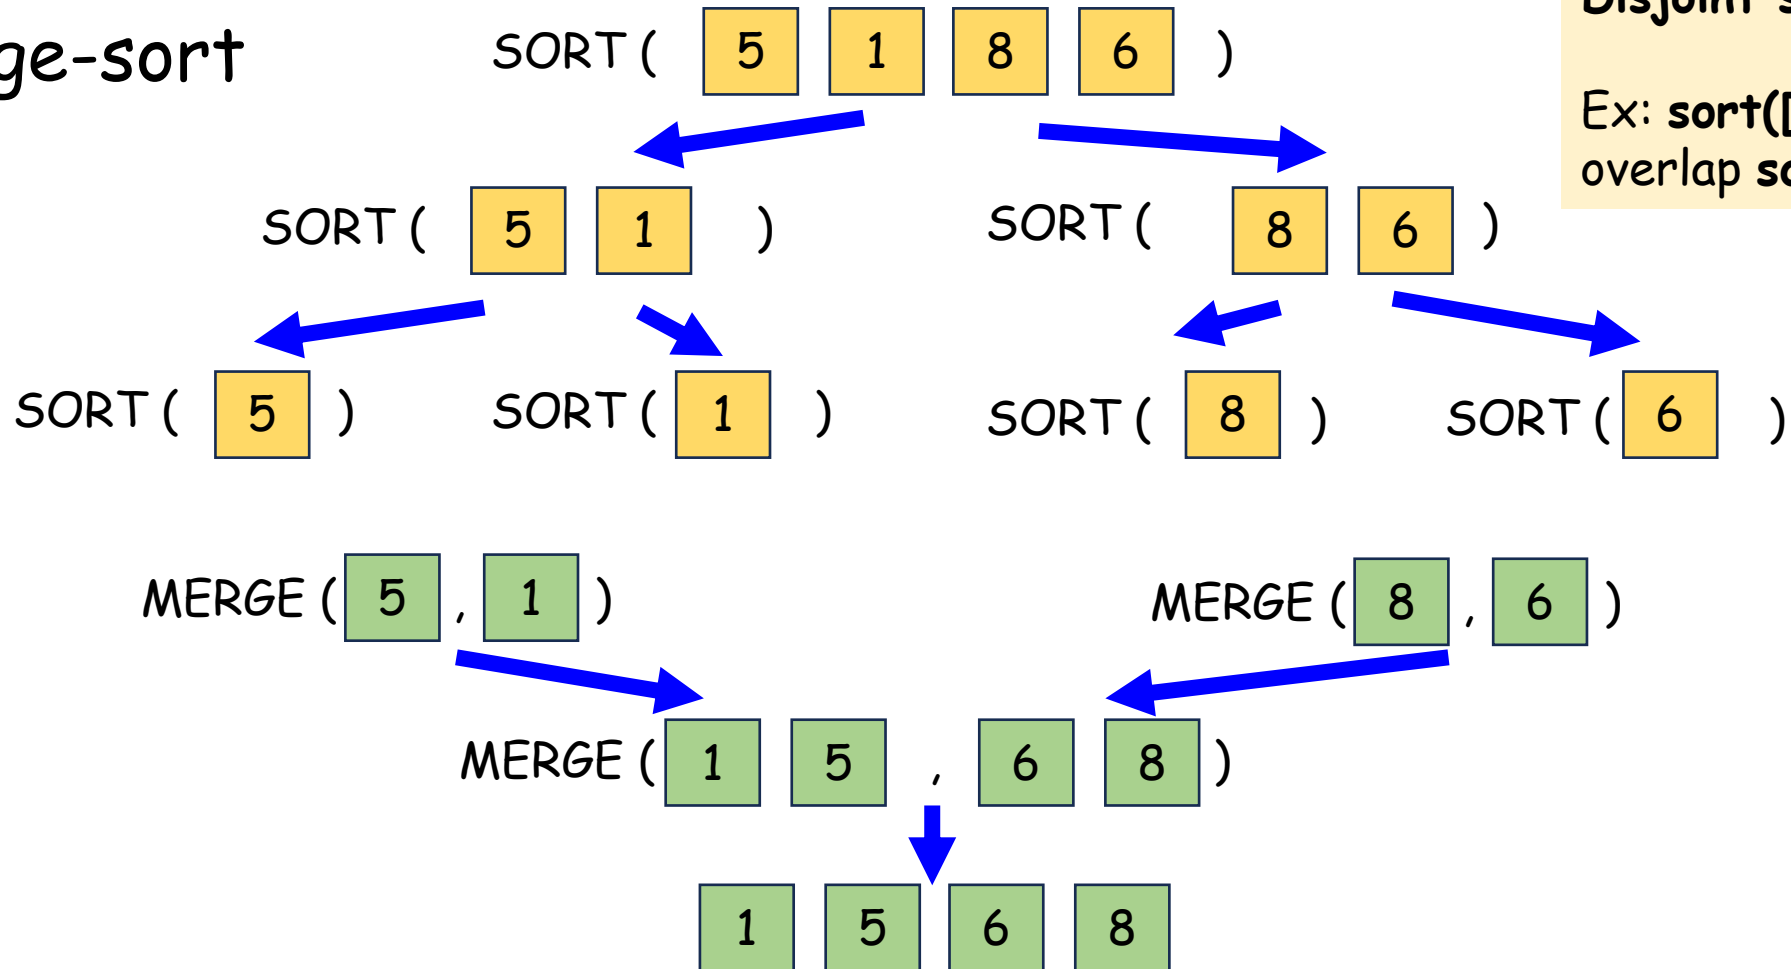 ge-sort
SORT ( 5 1 8 6 )
Ex: sort([
overlap
SORT ( 5 1 )
SORT ( 8 6 )
SORT ( 5 )
SORT ( 1 )
SORT ( 8 )
SORT ( 6 )
MERGE ( 5 , 1 )
MERGE ( 8 , 6 )
MERGE ( 1 5 , 6 8 )
1 5 6 8